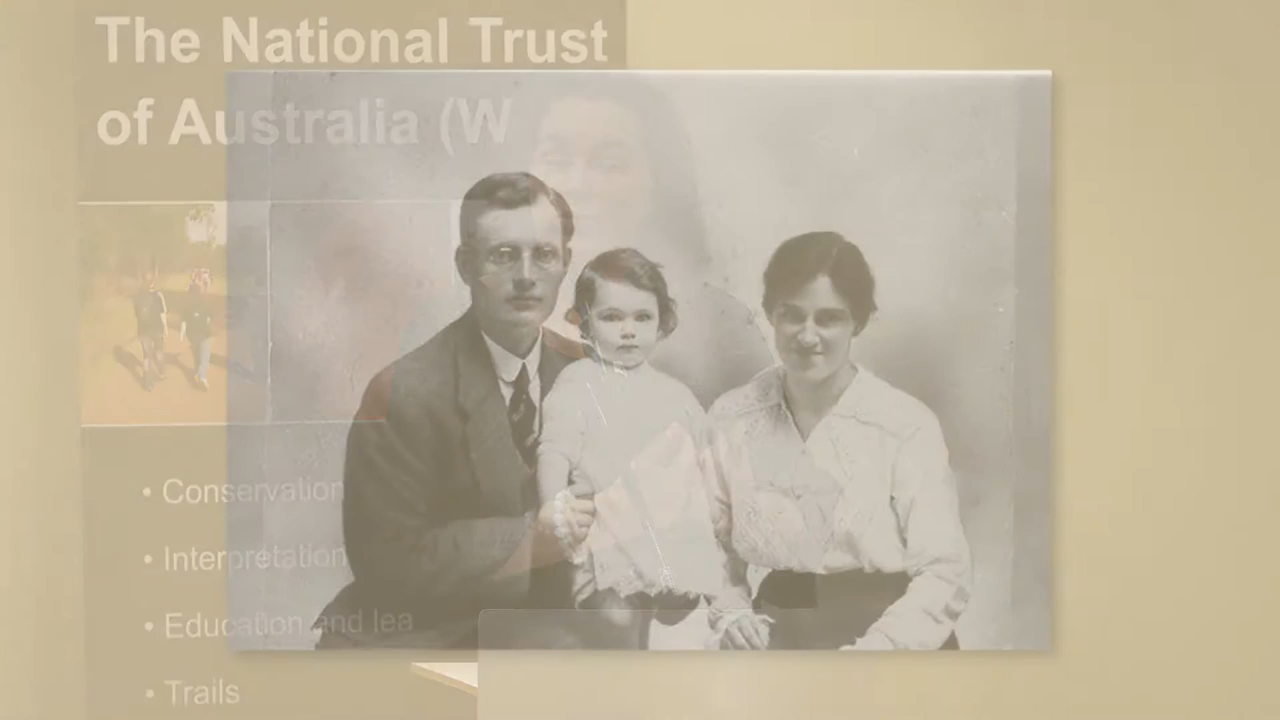 The National Trust
of Australia (W
• Conservation
• Interpretation
• Education and lea
• Trails